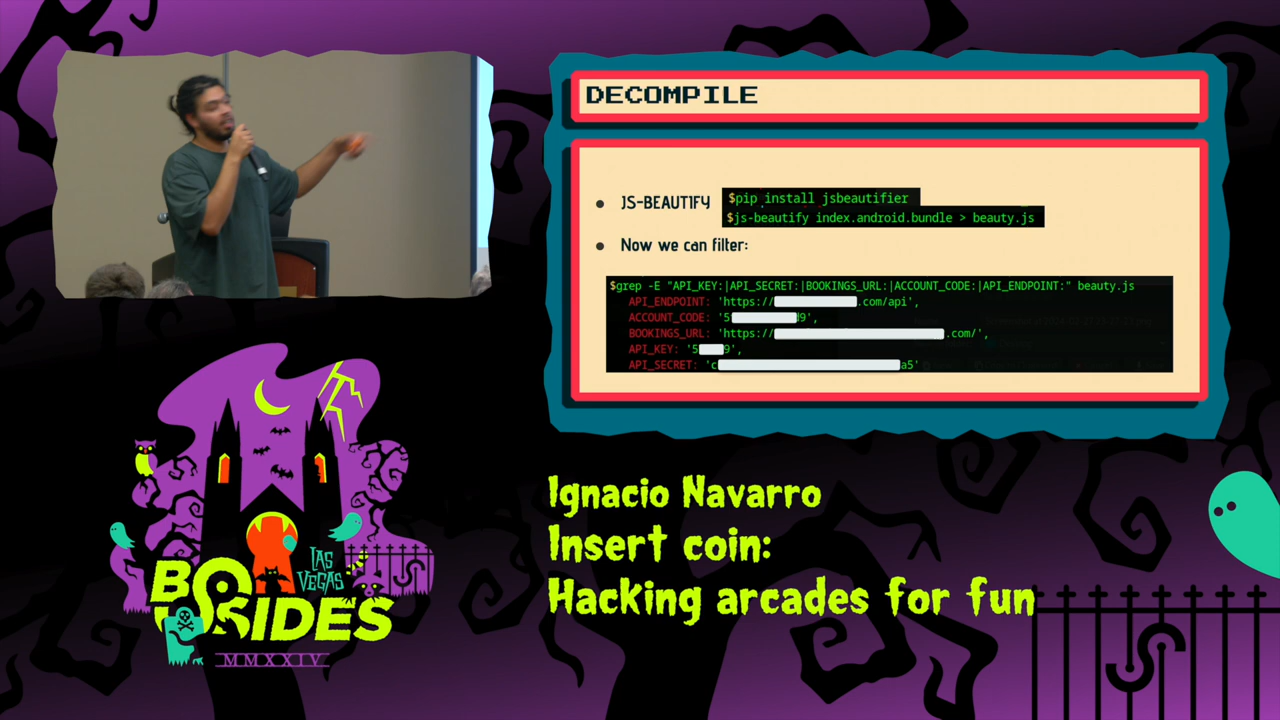 DECOMPILE
JS-BEAUTIFY
$pip install jsbeautifier
$js-beautify index.android.bundle > beauty.js
Now we can filter:
$grep -E "API_KEY:|API_SECRET:|BOOKINGS_URL:|ACCOUNT_CODE:|API_ENDPOINT:" beauty.js
API_ENDPOINT: 'https:// .com/api',
ACCOUNT_CODE: '5 9',
BOOKINGS_URL: 'https:// .com/',
API_KEY: '5 9',
API_SECRET: 'c a5'
Ignacio Navarro
Insert coin:
Hacking arcades for fun
LAS
VEGAS
BSIDES
MMXXIV